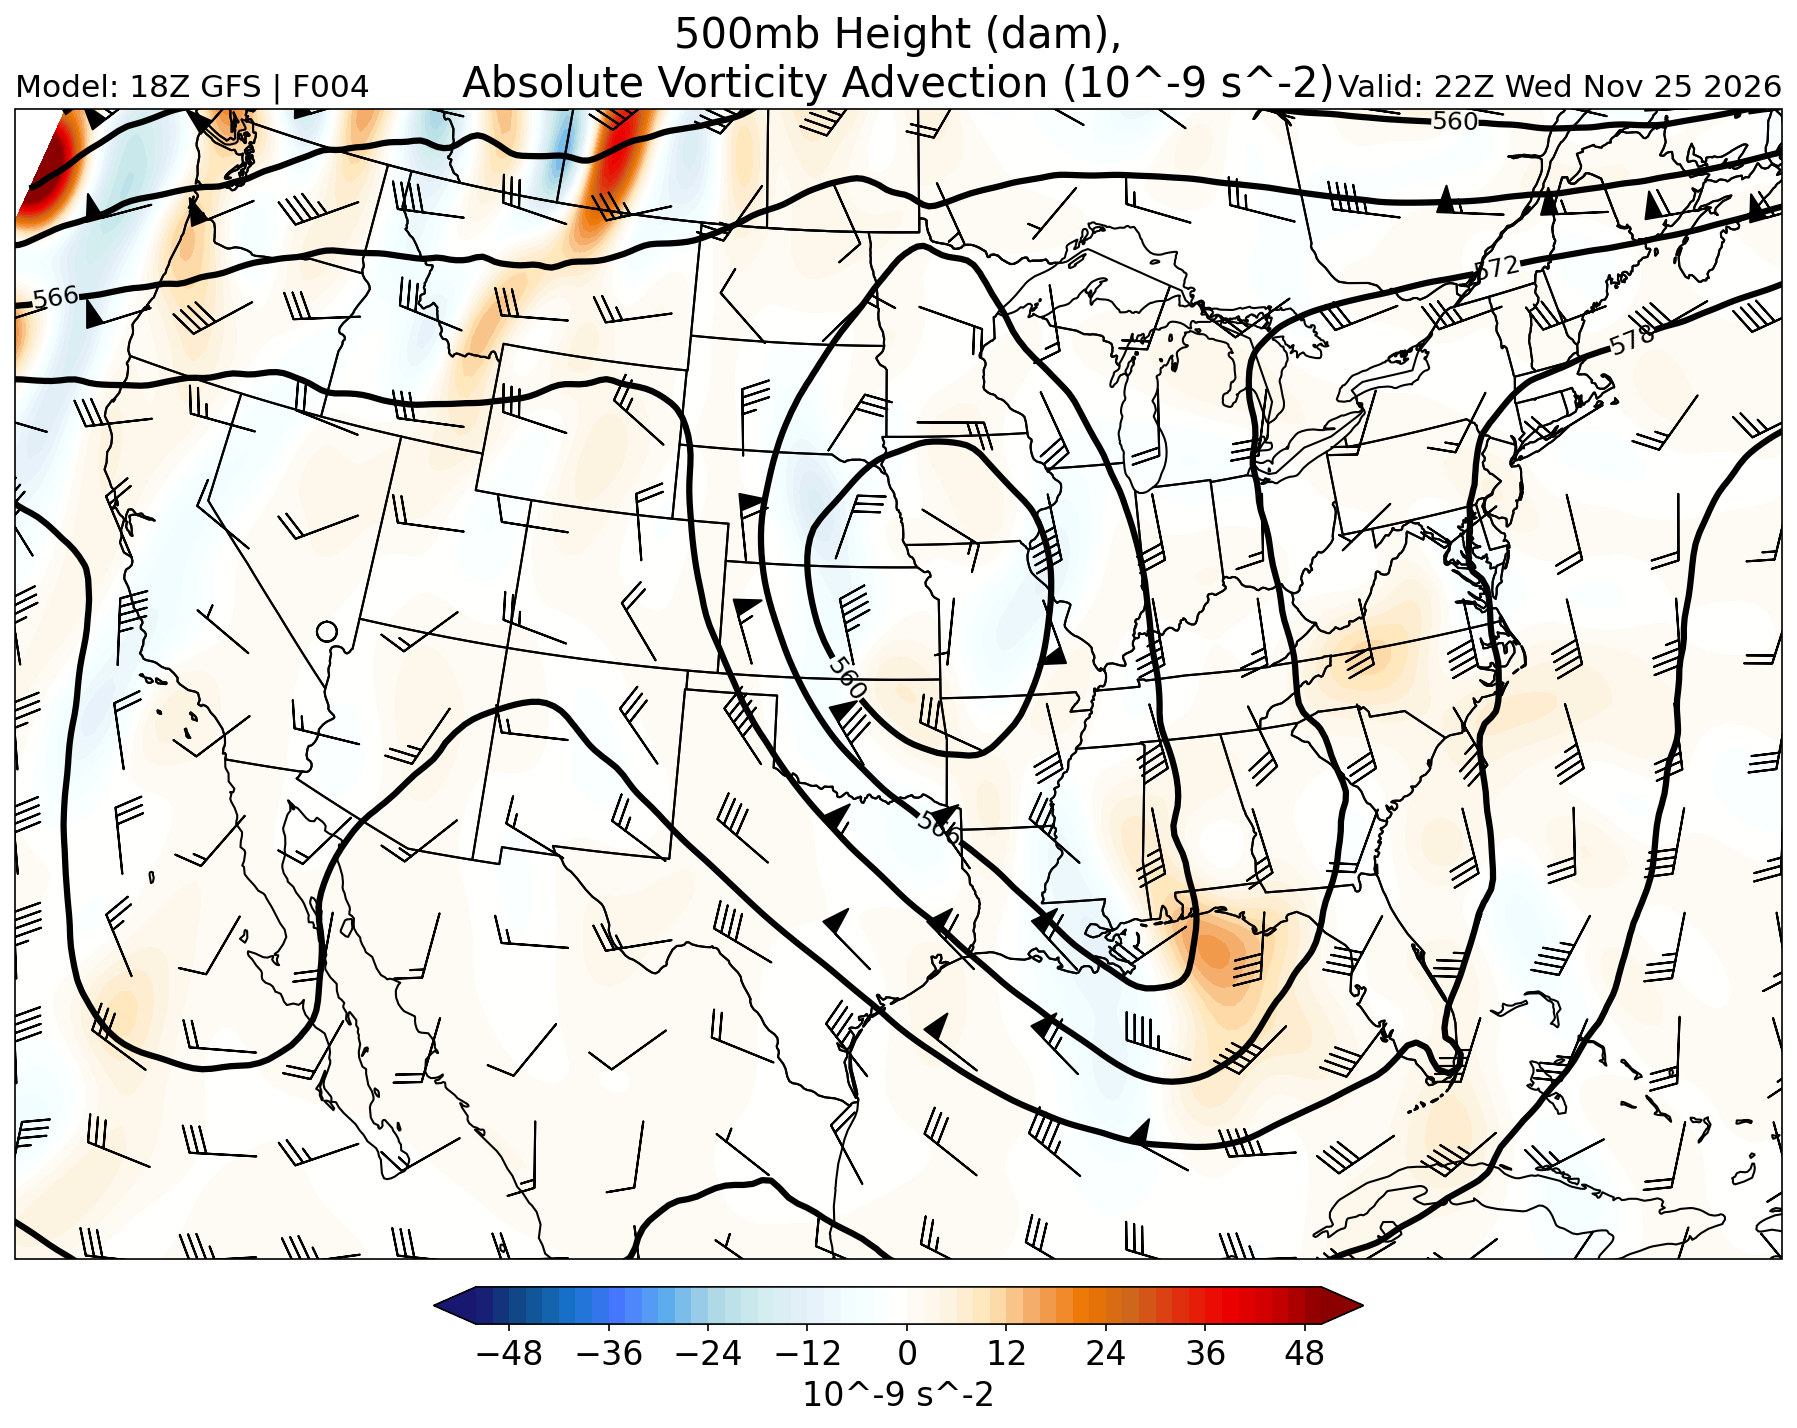 500mb Height (dam),
Model: 18Z GFS | F004
Absolute Vorticity Advection (10^-9 s^-2)
Valid: 22Z Wed Nov 25 2026
560
572
566
578
560
566
−48 −36 −24 −12 0 12 24 36 48
10^-9 s^-2